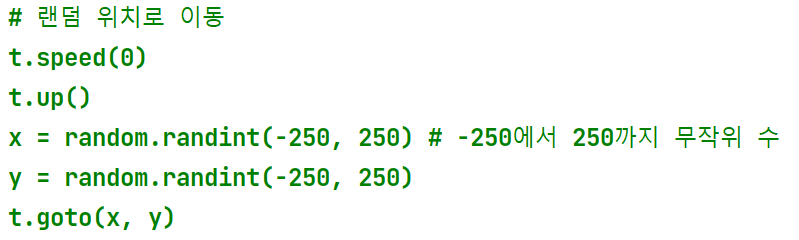 # 랜덤 위치로 이동
t.speed(0)
t.up()
x = random.randint(-250, 250) # -250에서 250까지 무작위 수
y = random.randint(-250, 250)
t.goto(x, y)